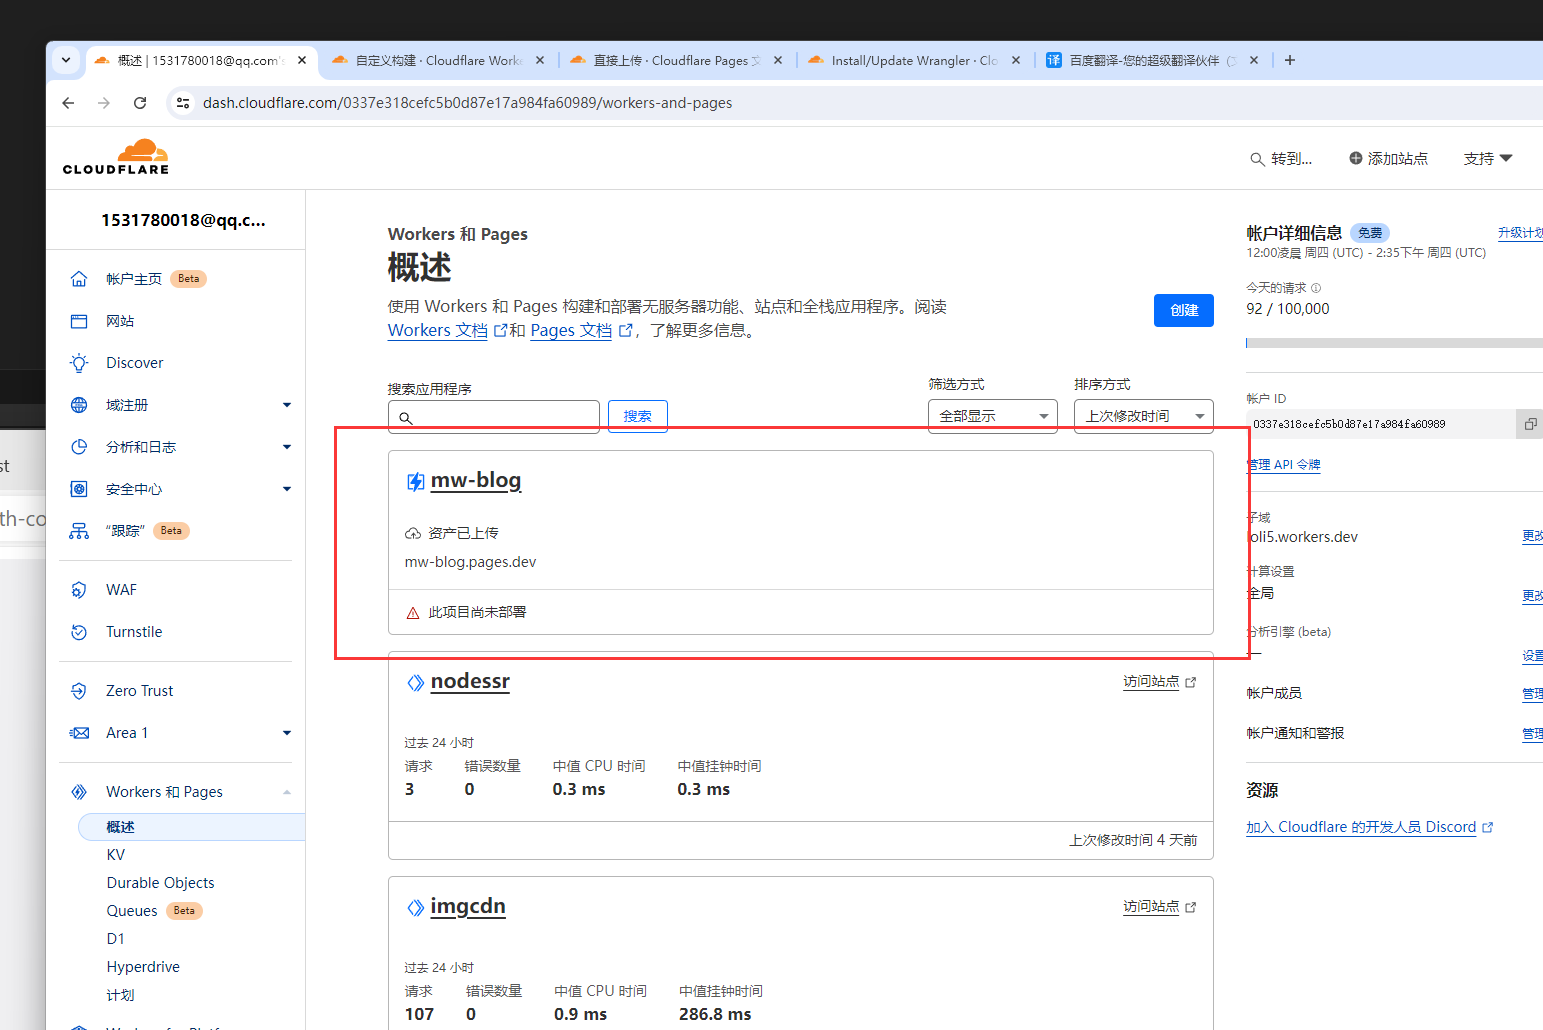 概述 | 1531780018@qq.com's
自定义构建 · Cloudflare Worke
直接上传 · Cloudflare Pages 文
Install/Update Wrangler · Clo
译 百度翻译-您的超级翻译伙伴（文
dash.cloudflare.com/0337e318cefc5b0d87e17a984fa60989/workers-and-pages
CLOUDFLARE
转到...
添加站点
支持
1531780018@qq.c...
帐户主页 Beta
网站
Discover
域注册
分析和日志
安全中心
“跟踪” Beta
WAF
Turnstile
Zero Trust
Area 1
Workers 和 Pages
概述
KV
Durable Objects
Queues Beta
D1
Hyperdrive
计划
st
th-co
Workers 和 Pages
概述
使用 Workers 和 Pages 构建和部署无服务器功能、站点和全栈应用程序。阅读
Workers 文档 和 Pages 文档 ，了解更多信息。
创建
搜索应用程序
搜索
筛选方式
全部显示
排序方式
上次修改时间
mw-blog
资产已上传
mw-blog.pages.dev
此项目尚未部署
nodessr
访问站点
过去 24 小时
请求 错误数量 中值 CPU 时间 中值挂钟时间
3 0 0.3 ms 0.3 ms
上次修改时间 4 天前
imgcdn
访问站点
过去 24 小时
请求 错误数量 中值 CPU 时间 中值挂钟时间
107 0 0.9 ms 286.8 ms
帐户详细信息 免费
升级计划
12:00凌晨 周四 (UTC) - 2:35下午 周四 (UTC)
今天的请求
92 / 100,000
帐户 ID
0337e318cefc5b0d87e17a984fa60989
管理 API 令牌
子域
loli5.workers.dev
更改
计算设置
全局
更改
分析引擎 (beta)
—
设置
帐户成员
管理
帐户通知和警报
管理
资源
加入 Cloudflare 的开发人员 Discord